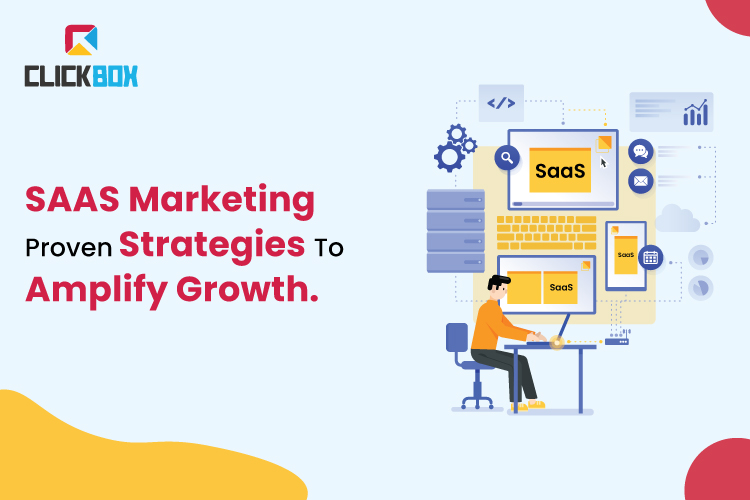 CLICKBOX
SAAS Marketing
Proven Strategies To
Amplify Growth.
</>
SaaS
SaaS
SaaS